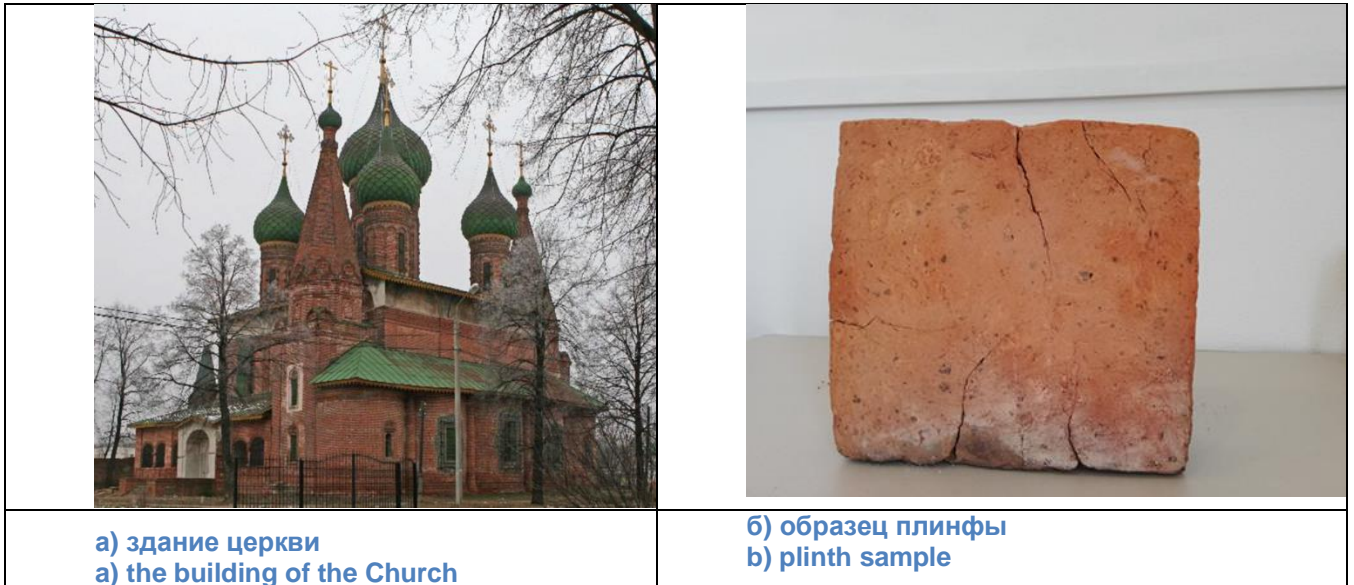 а) здание церкви
a) the building of the Church
б) образец плинфы
b) plinth sample